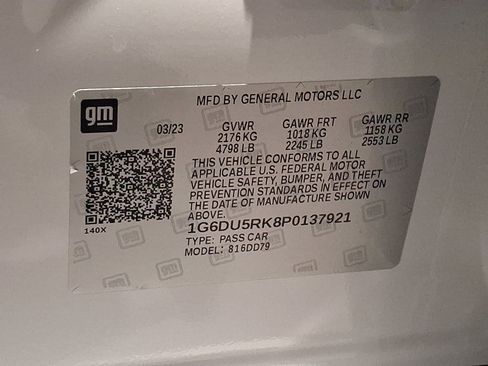 MFD BY GENERAL MOTORS LLC
gm
03/23 GVWR GAWR FRT GAWR RR
2176 KG 1018 KG 1158 KG
4798 LB 2245 LB 2553 LB
THIS VEHICLE CONFORMS TO ALL
APPLICABLE U.S. FEDERAL MOTOR
VEHICLE SAFETY, BUMPER, AND THEFT
PREVENTION STANDARDS IN EFFECT ON
THE DATE OF MANUFACTURE SHOWN
ABOVE.
140X
1G6DU5RK8P0137921
TYPE: PASS CAR
MODEL: 816DD79